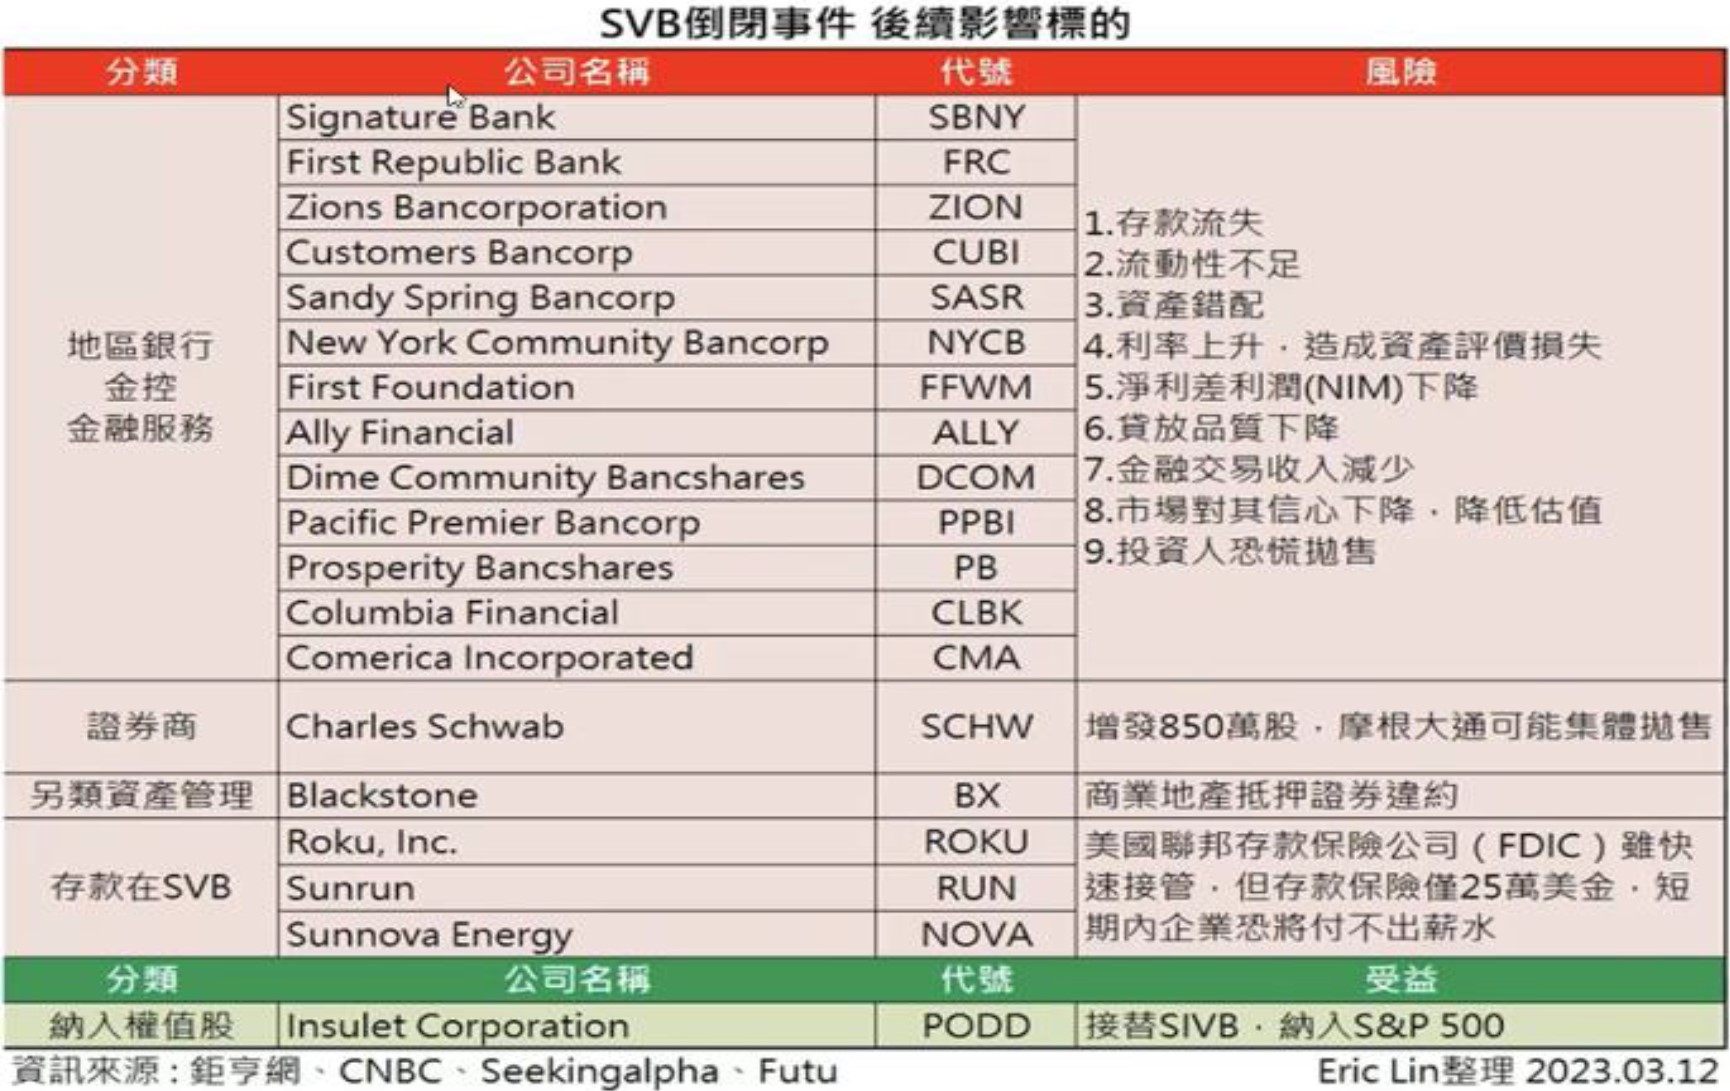 SVB倒閉事件 後續影響標的
分類 公司名稱 代號 風險
地區銀行
金控
金融服務
Signature Bank SBNY
First Republic Bank FRC
Zions Bancorporation ZION
Customers Bancorp CUBI
Sandy Spring Bancorp SASR
New York Community Bancorp NYCB
First Foundation FFWM
Ally Financial ALLY
Dime Community Bancshares DCOM
Pacific Premier Bancorp PPBI
Prosperity Bancshares PB
Columbia Financial CLBK
Comerica Incorporated CMA
1.存款流失
2.流動性不足
3.資產錯配
4.利率上升，造成資產評價損失
5.淨利差利潤(NIM)下降
6.貸放品質下降
7.金融交易收入減少
8.市場對其信心下降，降低估值
9.投資人恐慌拋售
證券商 Charles Schwab SCHW 增發850萬股，摩根大通可能集體拋售
另類資產管理 Blackstone BX 商業地產抵押證券違約
存款在SVB
Roku, Inc. ROKU
Sunrun RUN
Sunnova Energy NOVA
美國聯邦存款保險公司（FDIC）雖快
速接管，但存款保險僅25萬美金，短
期內企業恐將付不出薪水
分類 公司名稱 代號 受益
納入權值股 Insulet Corporation PODD 接替SIVB，納入S&P 500
資訊來源：鉅亨網、CNBC、Seekingalpha、Futu Eric Lin整理 2023.03.12